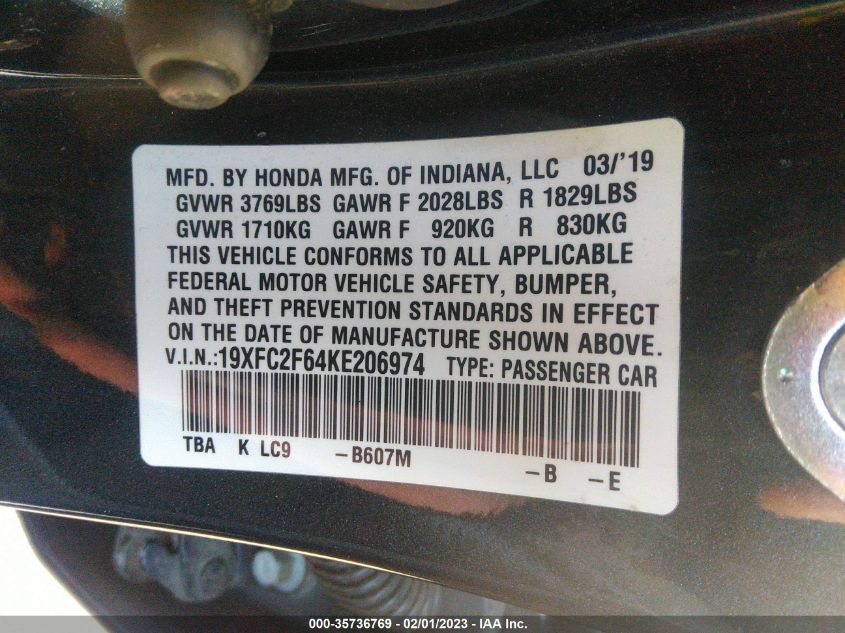 MFD. BY HONDA MFG. OF INDIANA, LLC 03/'19
GVWR 3769LBS GAWR F 2028LBS R 1829LBS
GVWR 1710KG GAWR F 920KG R 830KG
THIS VEHICLE CONFORMS TO ALL APPLICABLE
FEDERAL MOTOR VEHICLE SAFETY, BUMPER,
AND THEFT PREVENTION STANDARDS IN EFFECT
ON THE DATE OF MANUFACTURE SHOWN ABOVE.
V.I.N.:19XFC2F64KE206974 TYPE: PASSENGER CAR
TBA K LC9 -B607M -B -E
000-35736769 - 02/01/2023 - IAA Inc.